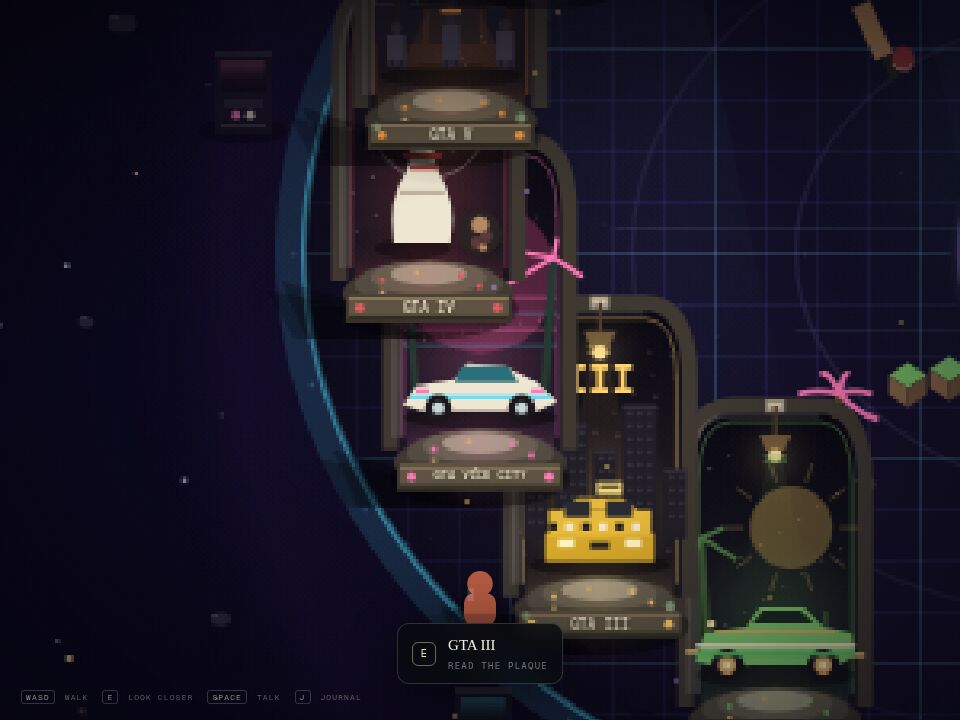 GTA V
GTA IV
III
GTA VICE CITY
GTA III
E
GTA III
READ THE PLAQUE
WASD WALK E LOOK CLOSER SPACE TALK J JOURNAL